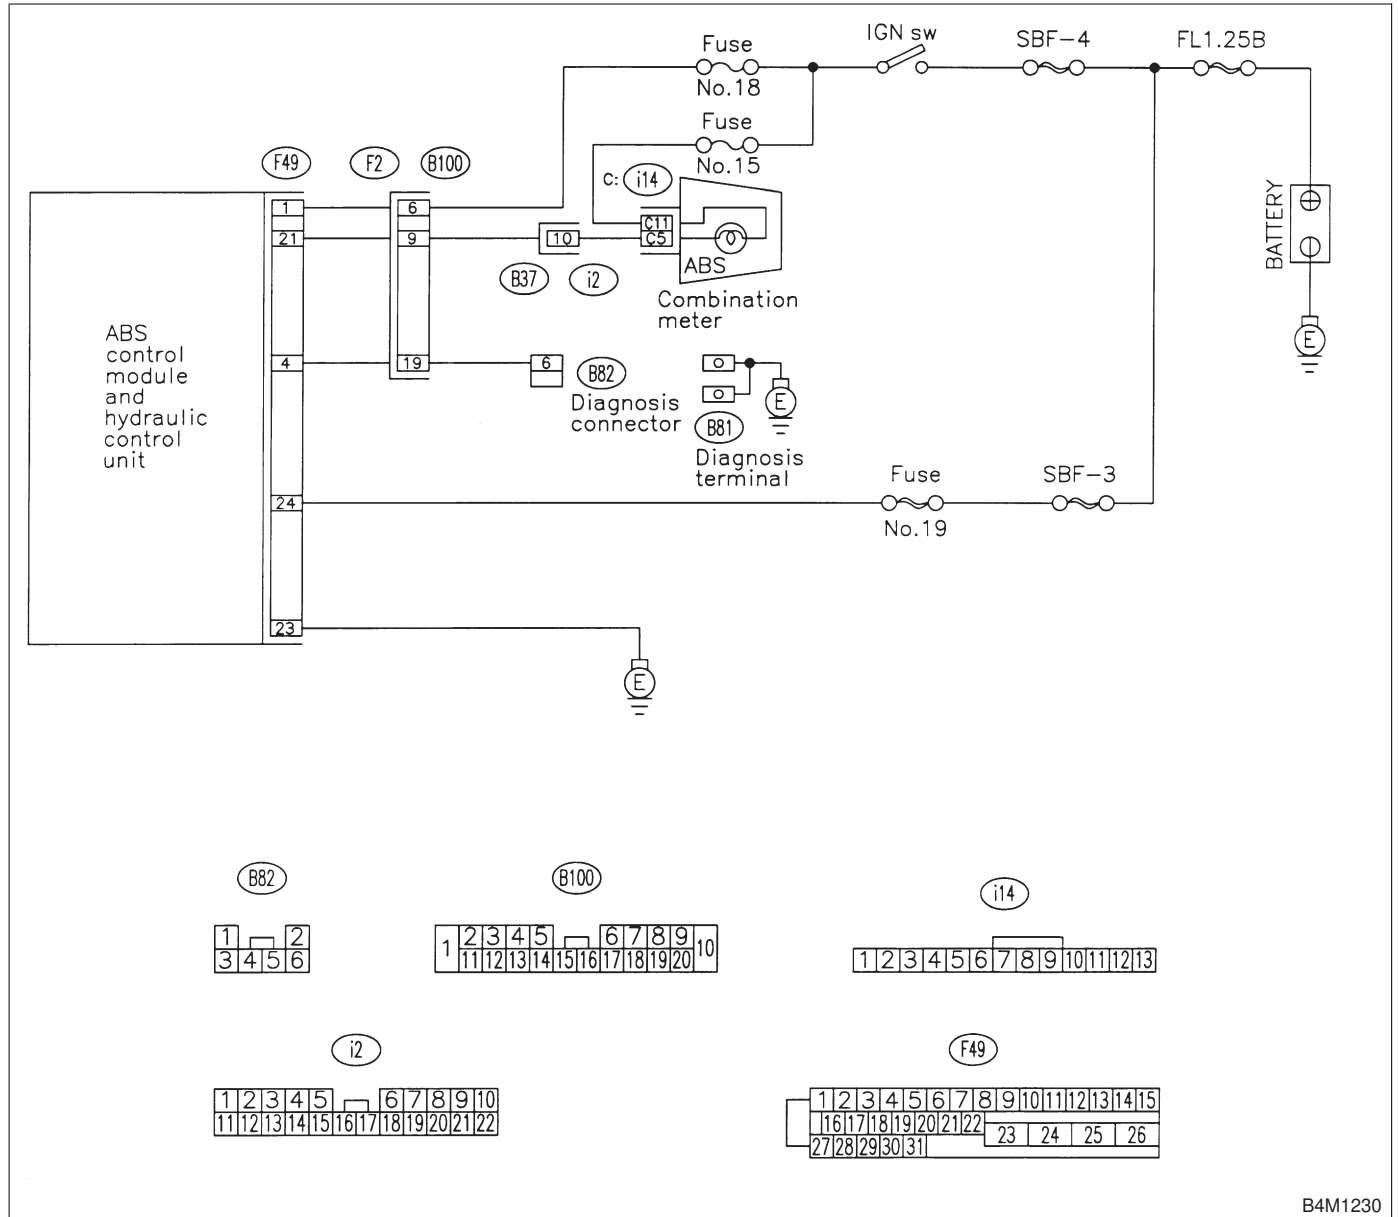 IGN sw
SBF-4
FL1.25B
Fuse
No.18
Fuse
No.15
F49
F2
B100
c: i14
1
6
C11
21
9
10
C5
ABS
B37
i2
Combination
meter
BATTERY
E
ABS
control
module
and
hydraulic
control
unit
4
19
6
B82
Diagnosis
connector
B81
Diagnosis
terminal
E
24
Fuse
No.19
SBF-3
23
E
B82
1 2
3 4 5 6
B100
1 2 3 4 5 6 7 8 9 10
11 12 13 14 15 16 17 18 19 20
i14
1 2 3 4 5 6 7 8 9 10 11 12 13
i2
1 2 3 4 5 6 7 8 9 10
11 12 13 14 15 16 17 18 19 20 21 22
F49
1 2 3 4 5 6 7 8 9 10 11 12 13 14 15
16 17 18 19 20 21 22 23 24 25 26
27 28 29 30 31
B4M1230